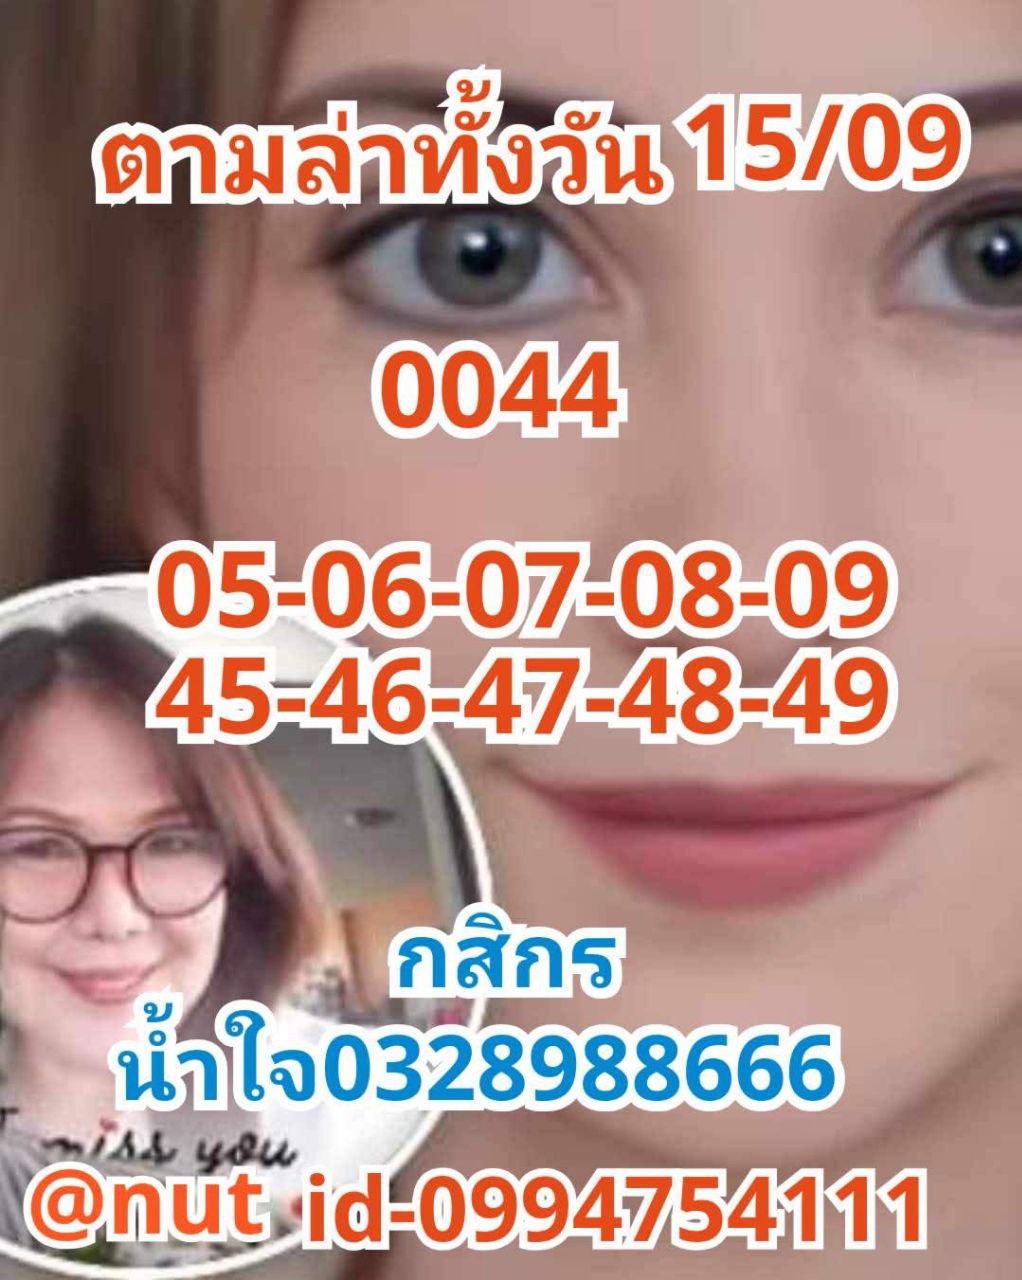 ตามล่าทั้งวัน 15/09
0044
05-06-07-08-09
45-46-47-48-49
กสิกร
น้ำใจ0328988666
miss you
@nut id-0994754111